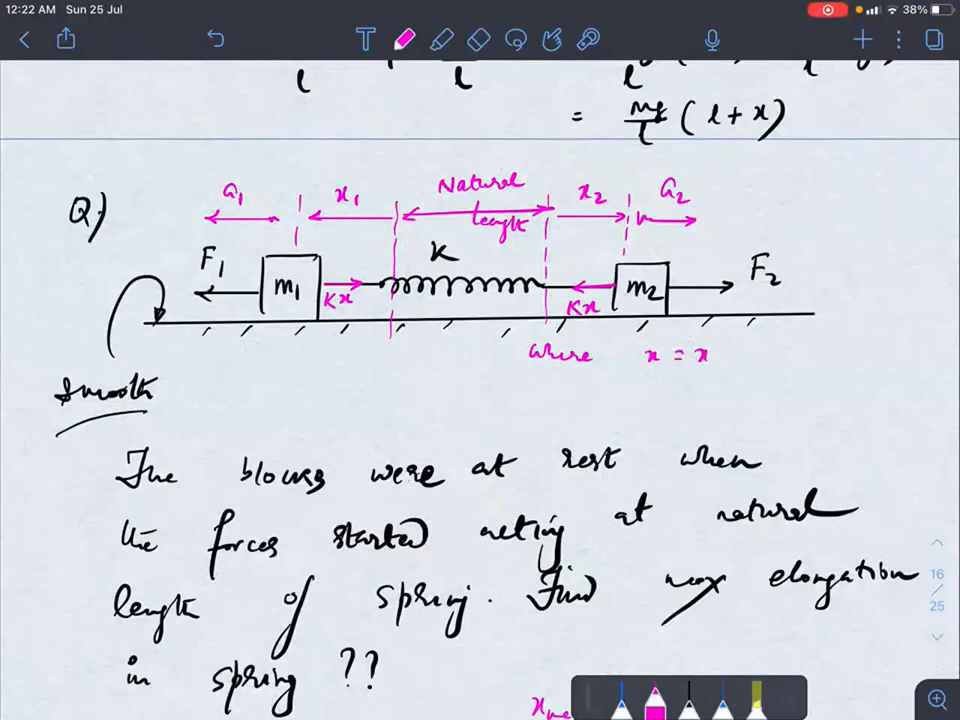 12:22 AM Sun 25 Jul 38%
T
l l l l
= mg/l ( l + x )
Q)
a1 x1 Natural length x2 a2
F1 m1 Kx K Kx m2 F2
where x = x
Smooth
The blocks were at rest when
the forces started acting at natural
length of spring. Find max elongation
in spring ??
16
/
25